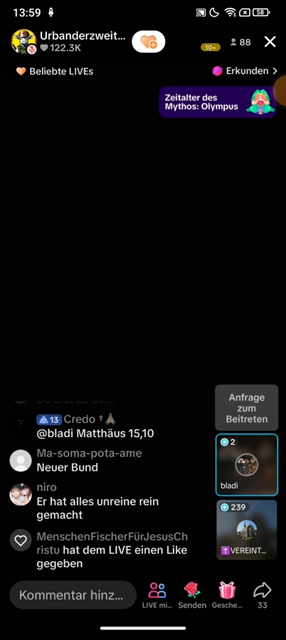 13:59
58
Urbanderzweit...
122.3K
10+
88
Beliebte LIVEs
Erkunden >
Zeitalter des
Mythos: Olympus
13 Credo
@bladi Matthäus 15,10
Ma-soma-pota-ame
Neuer Bund
niro
Er hat alles unreine rein
gemacht
MenschenFischerFürJesusCh
ristu hat dem LIVE einen Like
gegeben
Anfrage
zum
Beitreten
2
bladi
239
VEREINT...
Kommentar hinz...
LIVE mi...
Senden
Gesche...
33